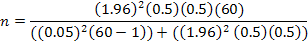 n = (1.96)²(0.5)(0.5)(60) / ((0.05)²(60 − 1)) + ((1.96)² (0.5)(0.5))